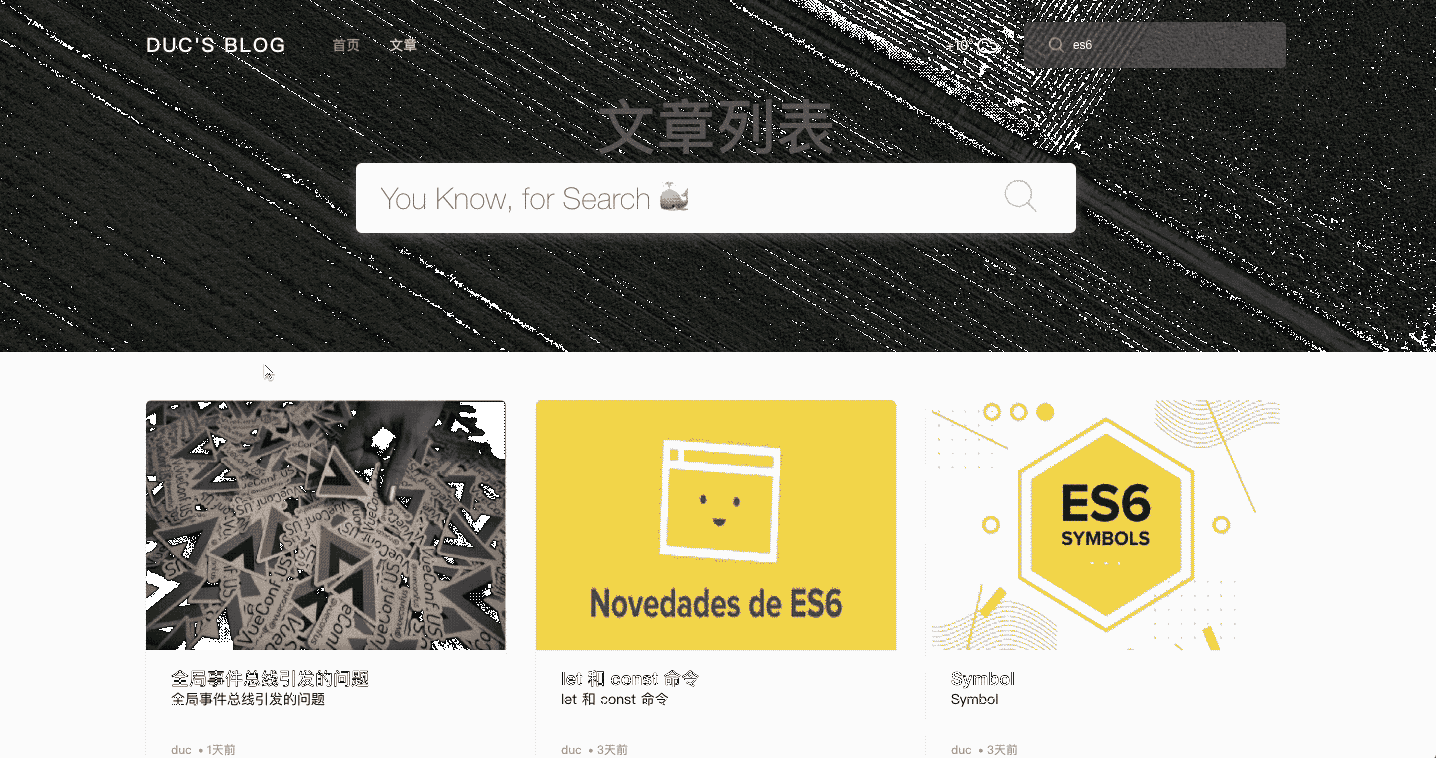 DUC'S BLOG
首页
文章
es6
文章列表
You Know, for Search
Novedades de ES6
ES6
SYMBOLS
全局事件总线引发的问题
全局事件总线引发的问题
duc • 1天前
let 和 const 命令
let 和 const 命令
duc • 3天前
Symbol
Symbol
duc • 3天前